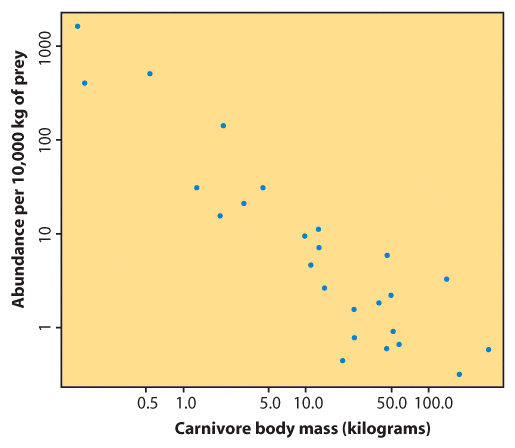 Abundance per 10,000 kg of prey
1000
100
10
1
0.5 1.0 5.0 10.0 50.0 100.0
Carnivore body mass (kilograms)